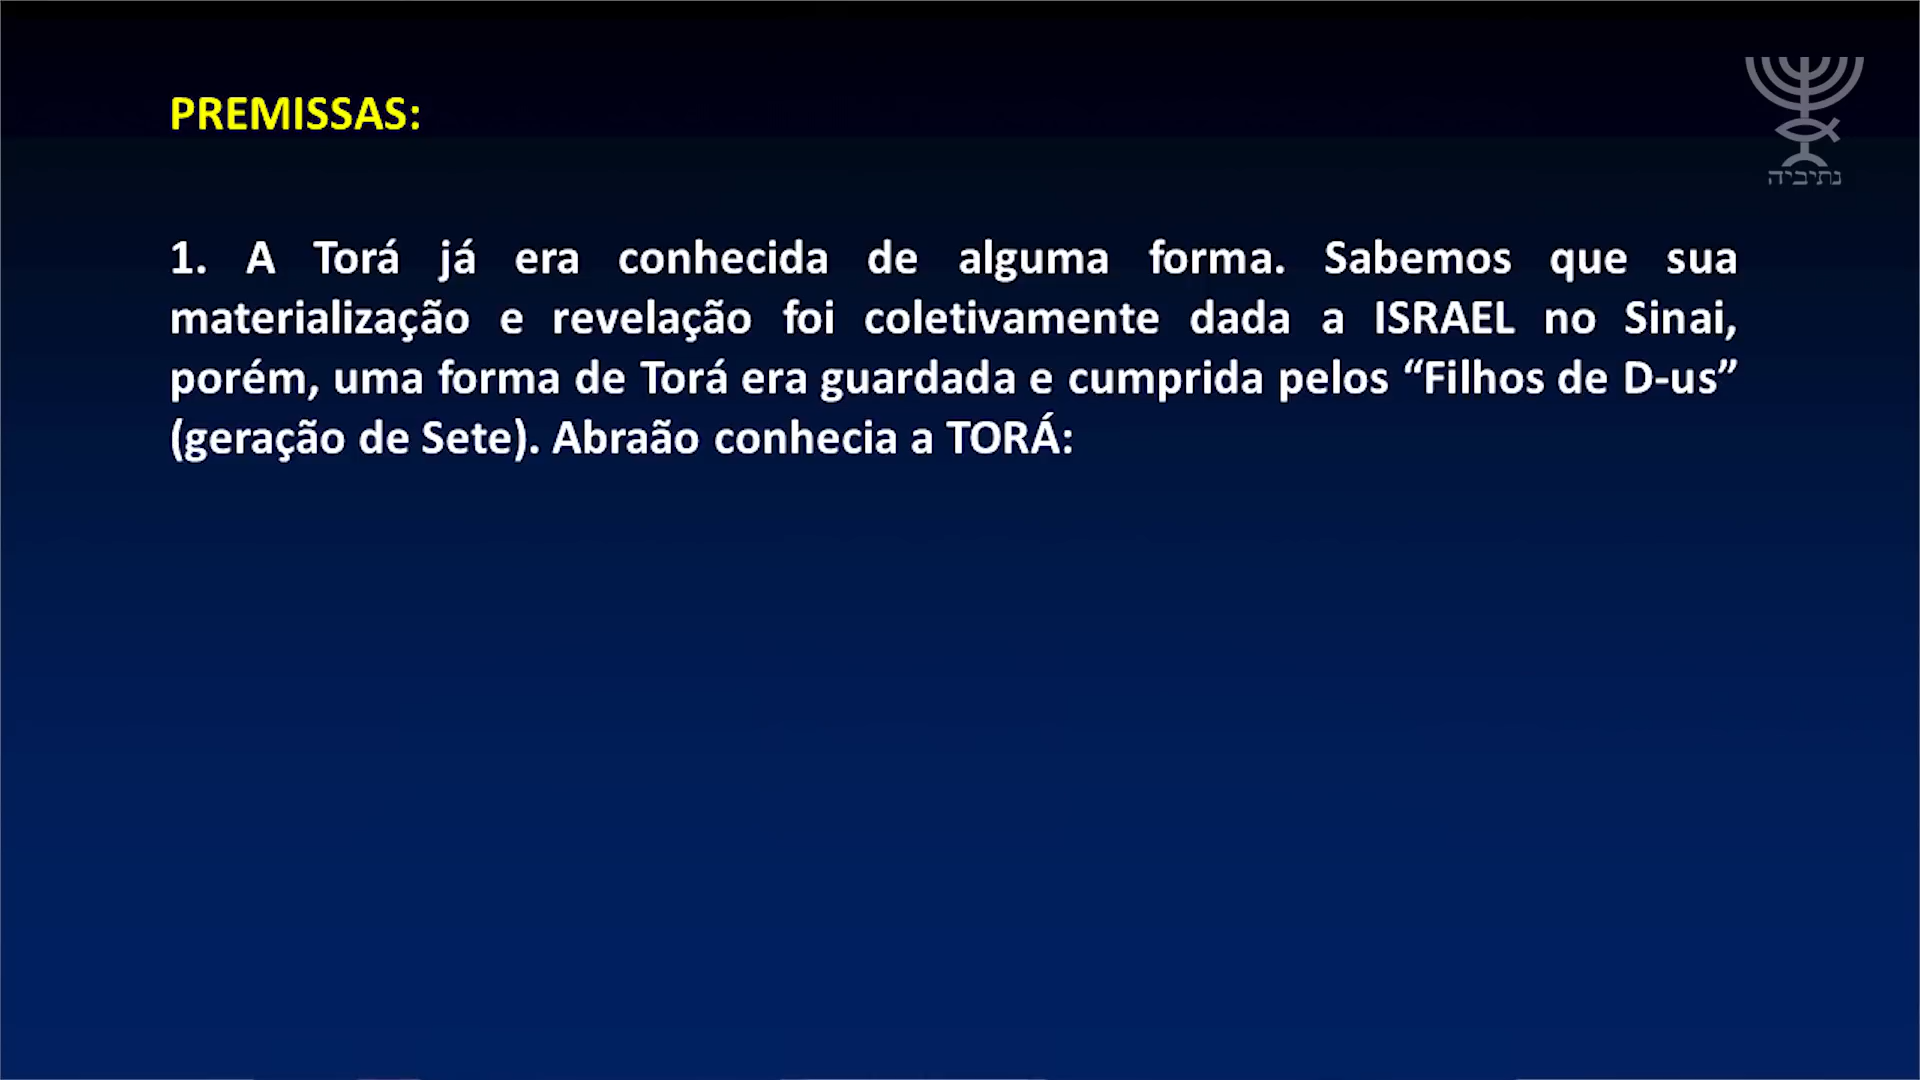 PREMISSAS:
נתיביה
1. A Torá já era conhecida de alguma forma. Sabemos que sua
materialização e revelação foi coletivamente dada a ISRAEL no Sinai,
porém, uma forma de Torá era guardada e cumprida pelos “Filhos de D-us”
(geração de Sete). Abraão conhecia a TORÁ: